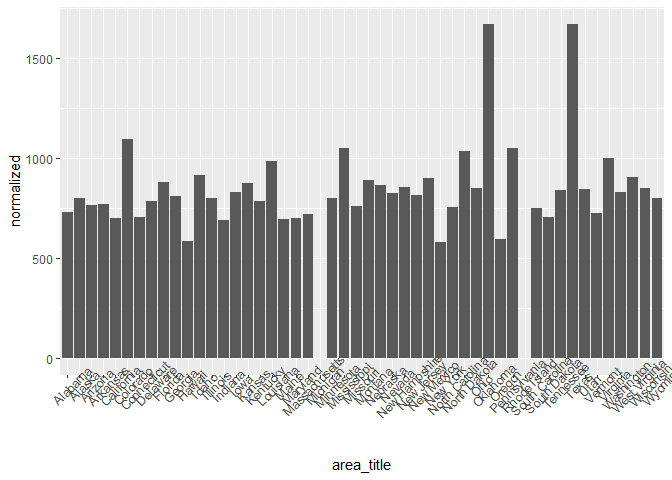 1500
1000
500
0
normalized
Alabama
Alaska
Arizona
Arkansas
California
Colorado
Connecticut
Delaware
Florida
Georgia
Hawaii
Idaho
Illinois
Indiana
Iowa
Kansas
Kentucky
Louisiana
Maine
Maryland
Massachusetts
Michigan
Minnesota
Mississippi
Missouri
Montana
Nebraska
Nevada
New Hampshire
New Jersey
New Mexico
New York
North Carolina
North Dakota
Ohio
Oklahoma
Oregon
Pennsylvania
Rhode Island
South Carolina
South Dakota
Tennessee
Texas
Utah
Vermont
Virginia
Washington
West Virginia
Wisconsin
Wyoming
area_title